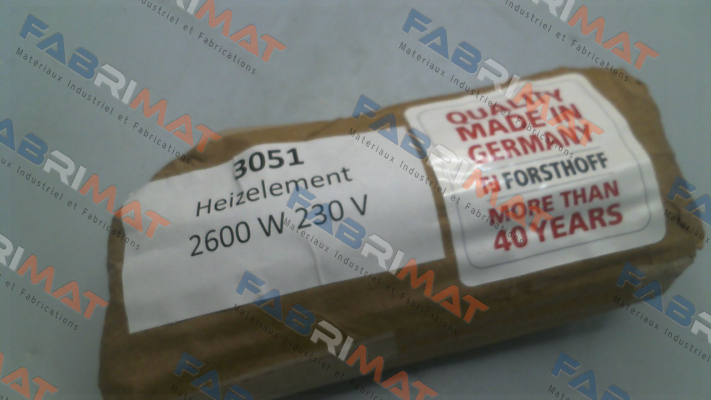 3051
Heizelement
2600 W 230 V
QUALITY
MADE IN
GERMANY
FORSTHOFF
MORE THAN
40 YEARS
FABRIMAT
Materiaux Industriel et Fabrications